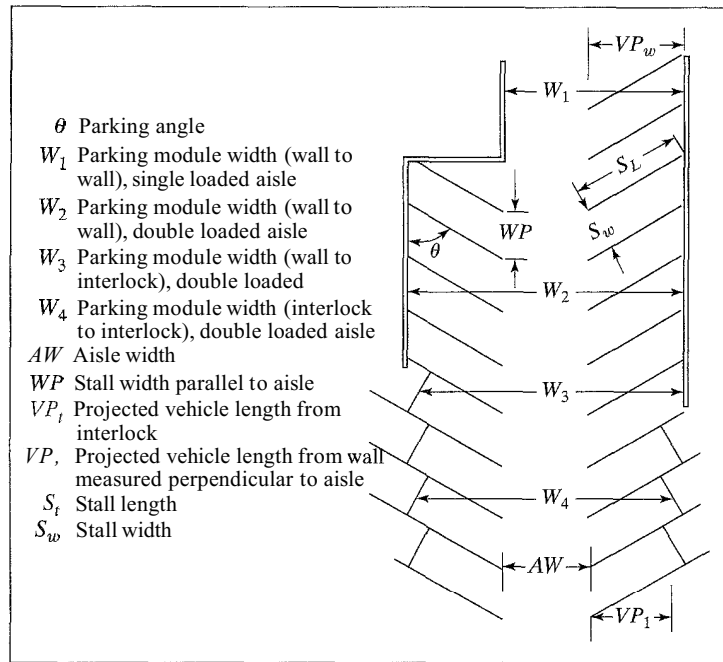 θ Parking angle
W₁ Parking module width (wall to
wall), single loaded aisle
W₂ Parking module width (wall to
wall), double loaded aisle
W₃ Parking module width (wall to
interlock), double loaded
W₄ Parking module width (interlock
to interlock), double loaded aisle
AW Aisle width
WP Stall width parallel to aisle
VPₜ Projected vehicle length from
interlock
VP, Projected vehicle length from wall
measured perpendicular to aisle
Sₜ Stall length
S_w Stall width
VP_w
W₁
S_L
WP
S_w
θ
W₂
W₃
W₄
AW
VP₁